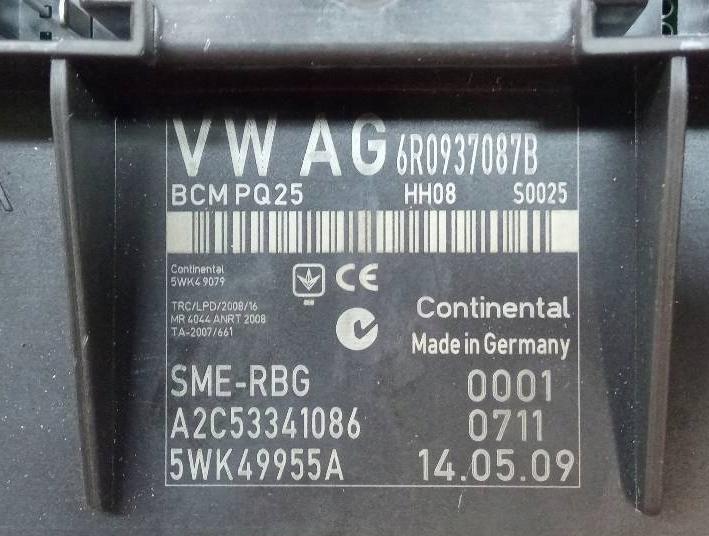 VW AG 6R0937087B
BCM PQ25 HH08 S0025
Continental
5WK49079
CE
TRC/LPD/2008/16
MR 4044 ANRT 2008
TA-2007/661
Continental
Made in Germany
SME-RBG 0001
A2C53341086 0711
5WK49955A 14.05.09